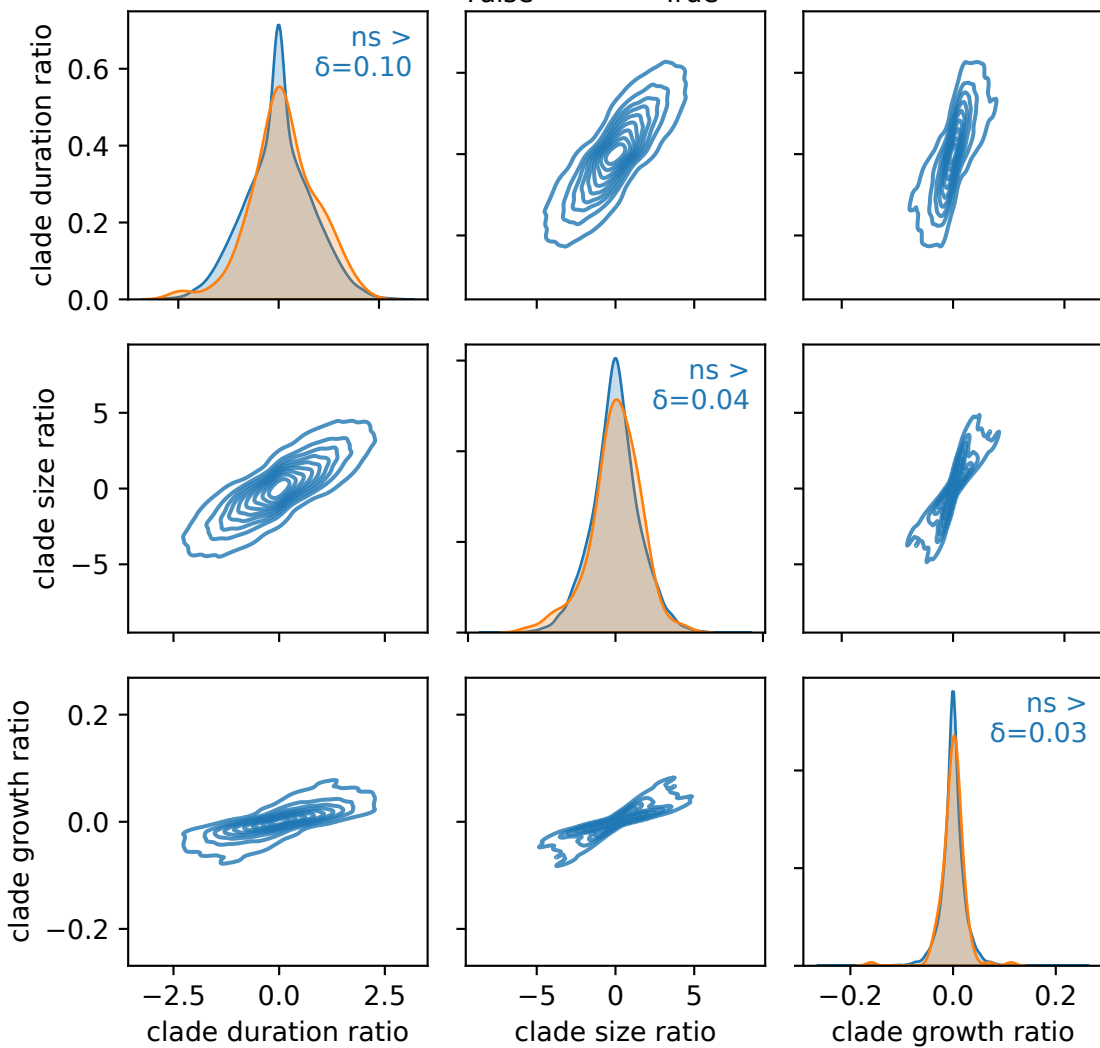 clade duration ratio
0.6
0.4
0.2
0.0
ns >
δ=0.10
clade size ratio
5
0
−5
ns >
δ=0.04
clade growth ratio
0.2
0.0
−0.2
ns >
δ=0.03
−2.5 0.0 2.5
−5 0 5
−0.2 0.0 0.2
clade duration ratio
clade size ratio
clade growth ratio